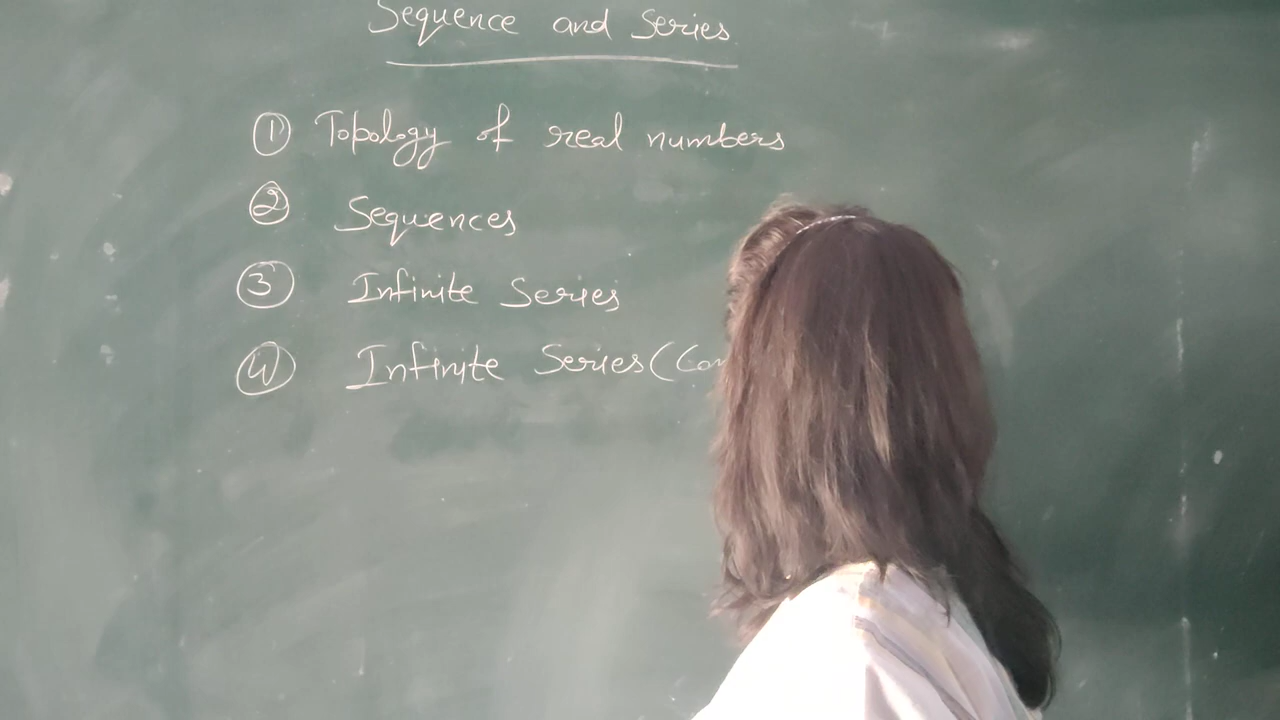 Sequence and Series
① Topology of real numbers
② Sequences
③ Infinite Series
④ Infinite Series